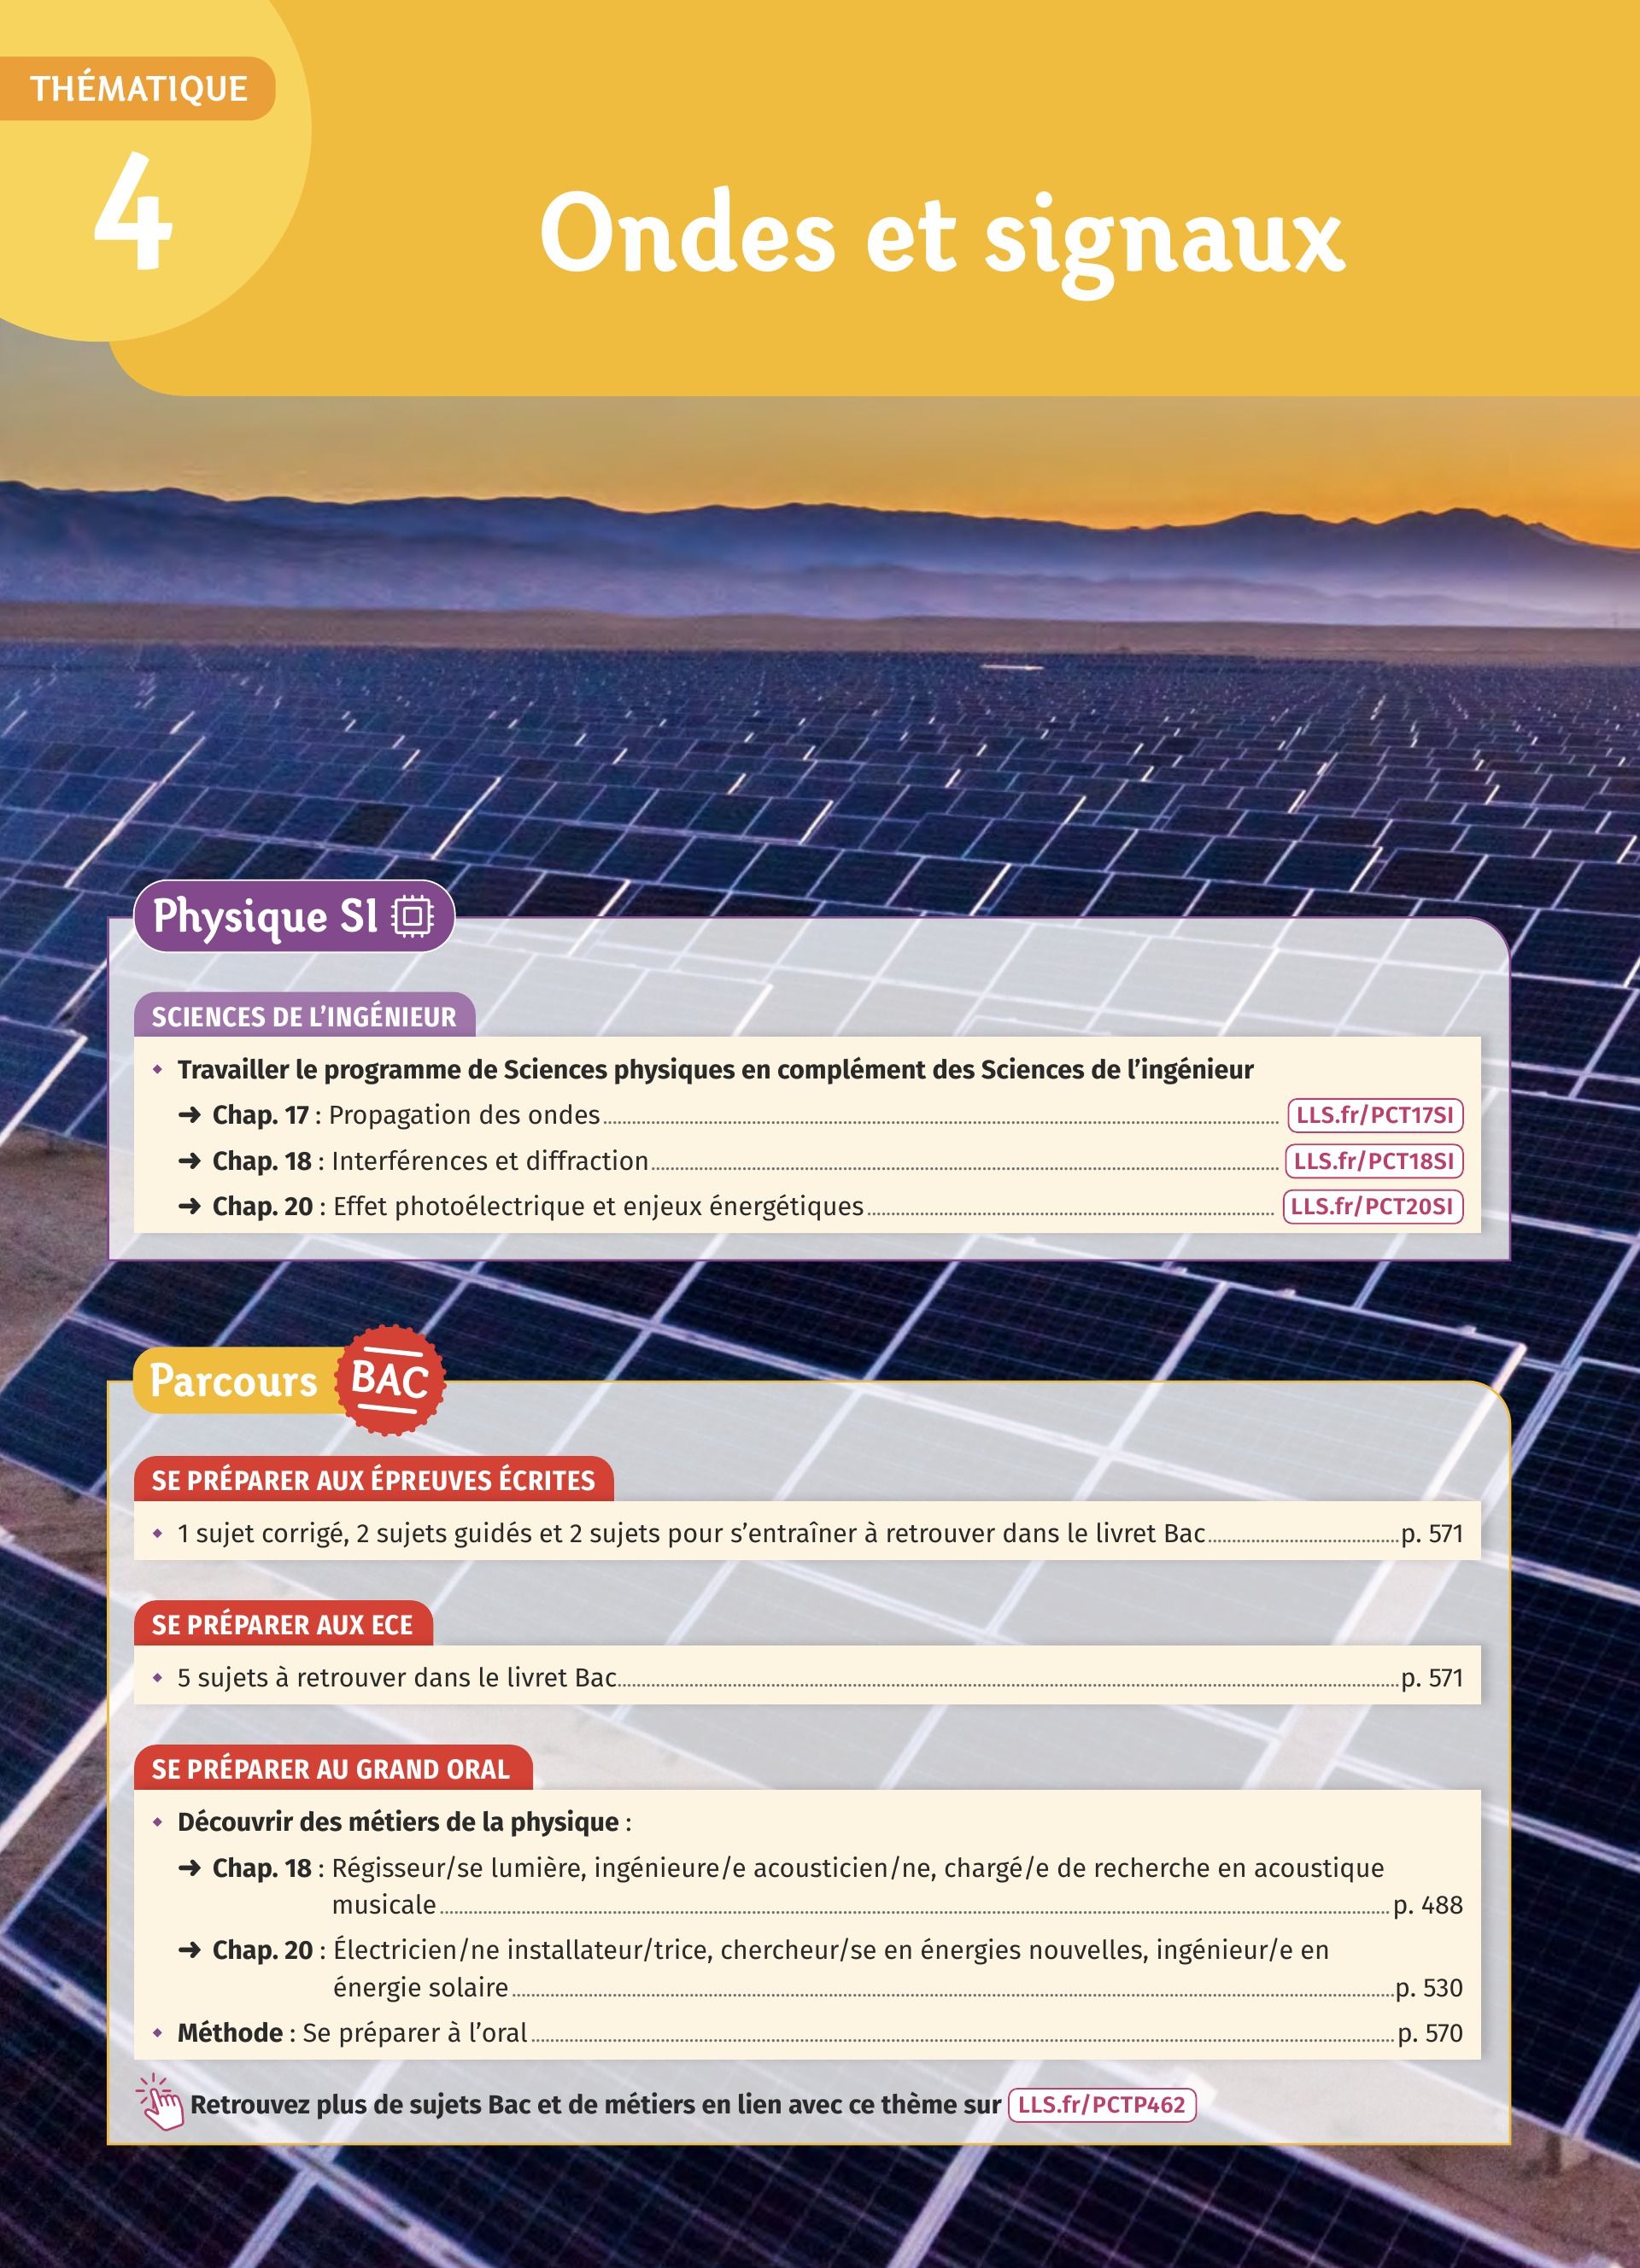 THÉMATIQUE
4
Ondes et signaux
Physique SI
SCIENCES DE L'INGÉNIEUR
Travailler le programme de Sciences physiques en complément des Sciences de l'ingénieur
➜ Chap. 17 : Propagation des ondes LLS.fr/PCT17SI
➜ Chap. 18 : Interférences et diffraction LLS.fr/PCT18SI
➜ Chap. 20 : Effet photoélectrique et enjeux énergétiques LLS.fr/PCT20SI
Parcours BAC
SE PRÉPARER AUX ÉPREUVES ÉCRITES
1 sujet corrigé, 2 sujets guidés et 2 sujets pour s'entraîner à retrouver dans le livret Bac p. 571
SE PRÉPARER AUX ECE
5 sujets à retrouver dans le livret Bac p. 571
SE PRÉPARER AU GRAND ORAL
Découvrir des métiers de la physique :
➜ Chap. 18 : Régisseur/se lumière, ingénieure/e acousticien/ne, chargé/e de recherche en acoustique
musicale p. 488
➜ Chap. 20 : Électricien/ne installateur/trice, chercheur/se en énergies nouvelles, ingénieur/e en
énergie solaire p. 530
Méthode : Se préparer à l'oral p. 570
Retrouvez plus de sujets Bac et de métiers en lien avec ce thème sur LLS.fr/PCTP462